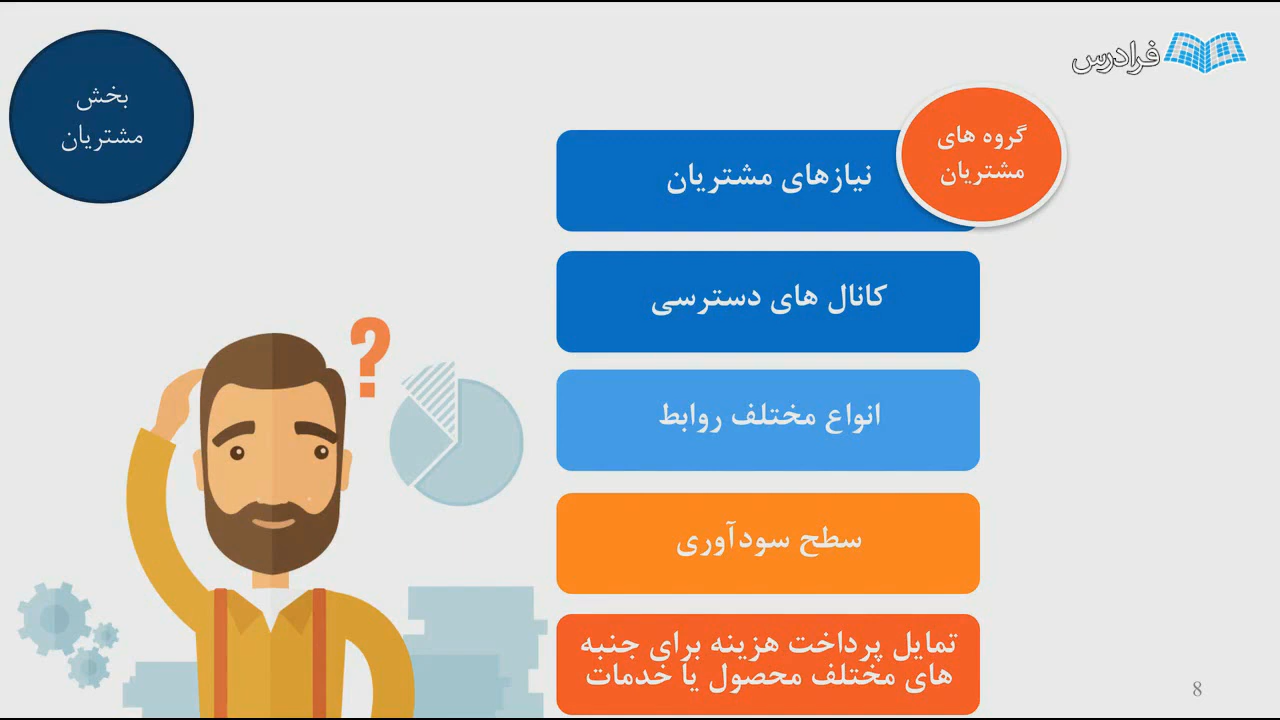 فرادرس
بخش
مشتریان
گروه های
مشتریان
نیازهای مشتریان
کانال های دسترسی
انواع مختلف روابط
سطح سودآوری
تمایل پرداخت هزینه برای جنبه
های مختلف محصول یا خدمات
?
8